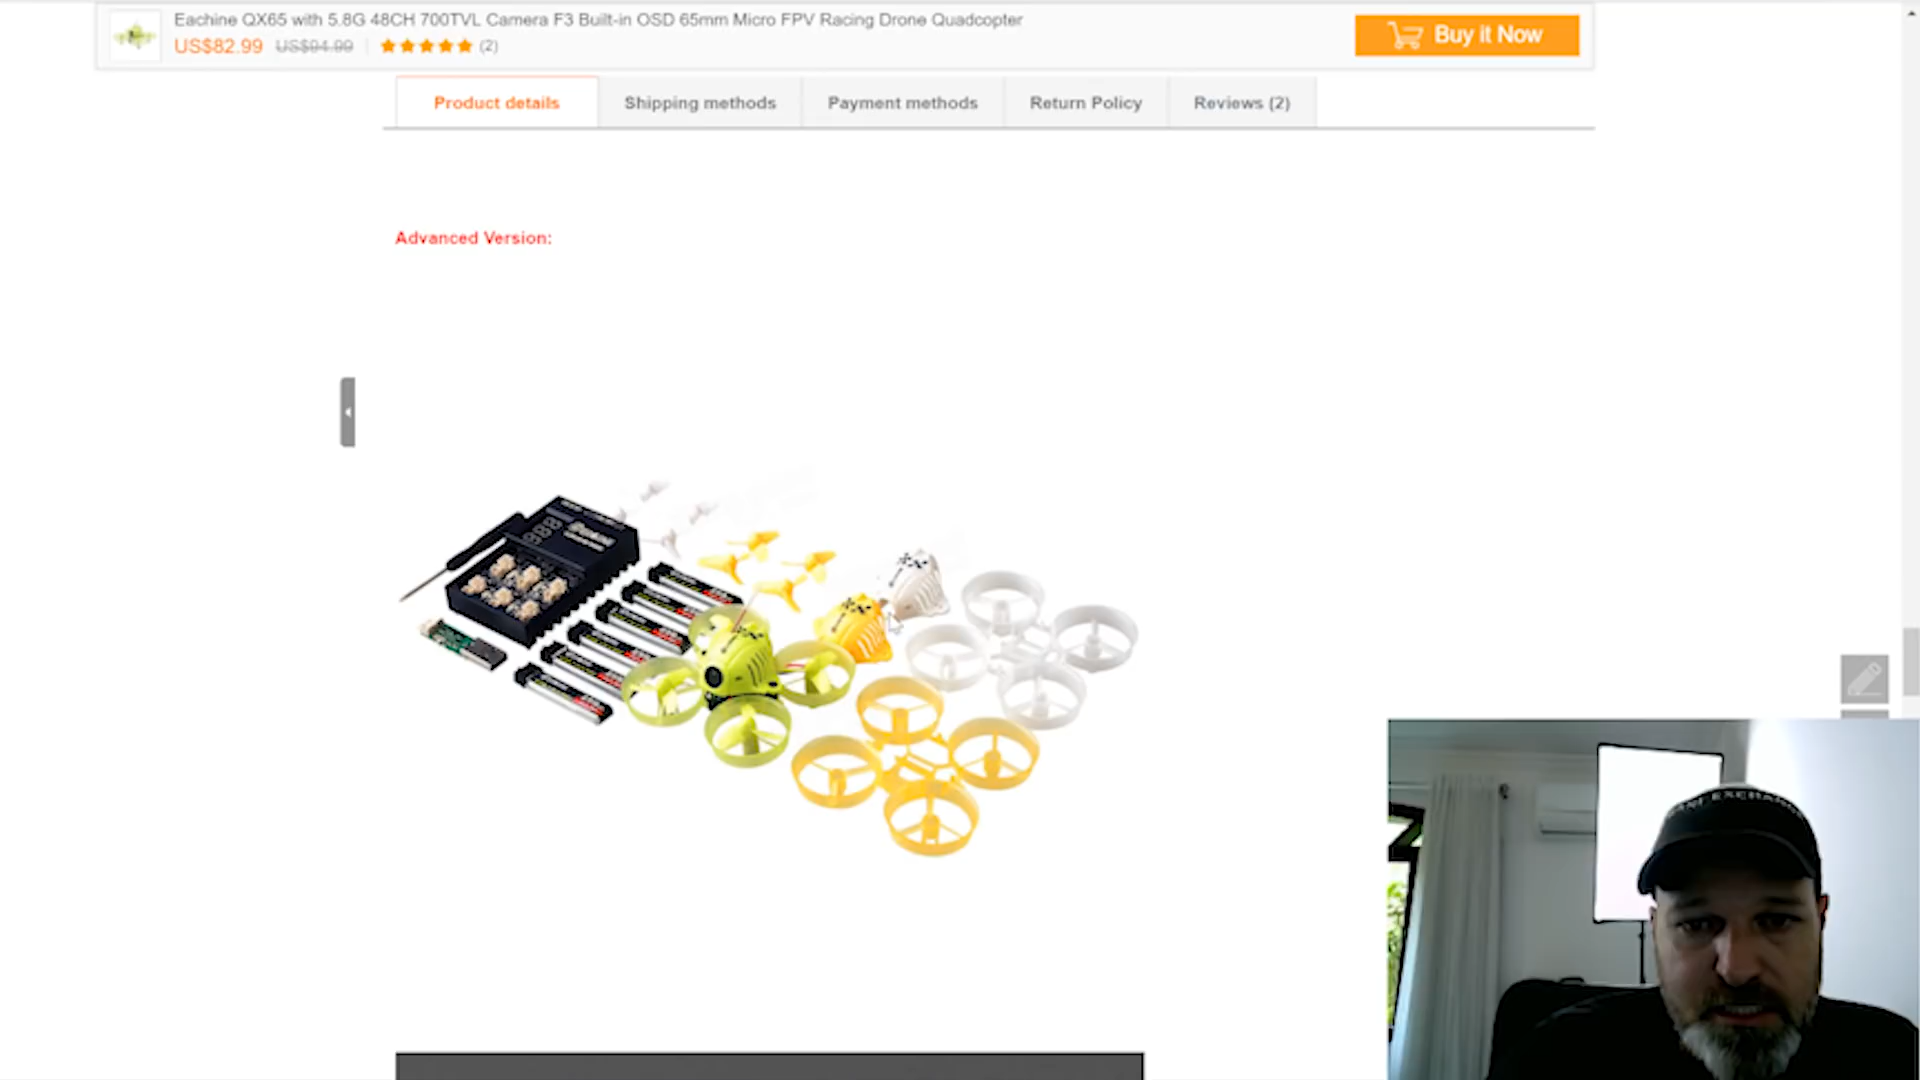 Eachine QX65 with 5.8G 48CH 700TVL Camera F3 Built-in OSD 65mm Micro FPV Racing Drone Quadcopter
US$82.99 US$94.99 (2)
Buy it Now
Product details Shipping methods Payment methods Return Policy Reviews (2)
Advanced Version: